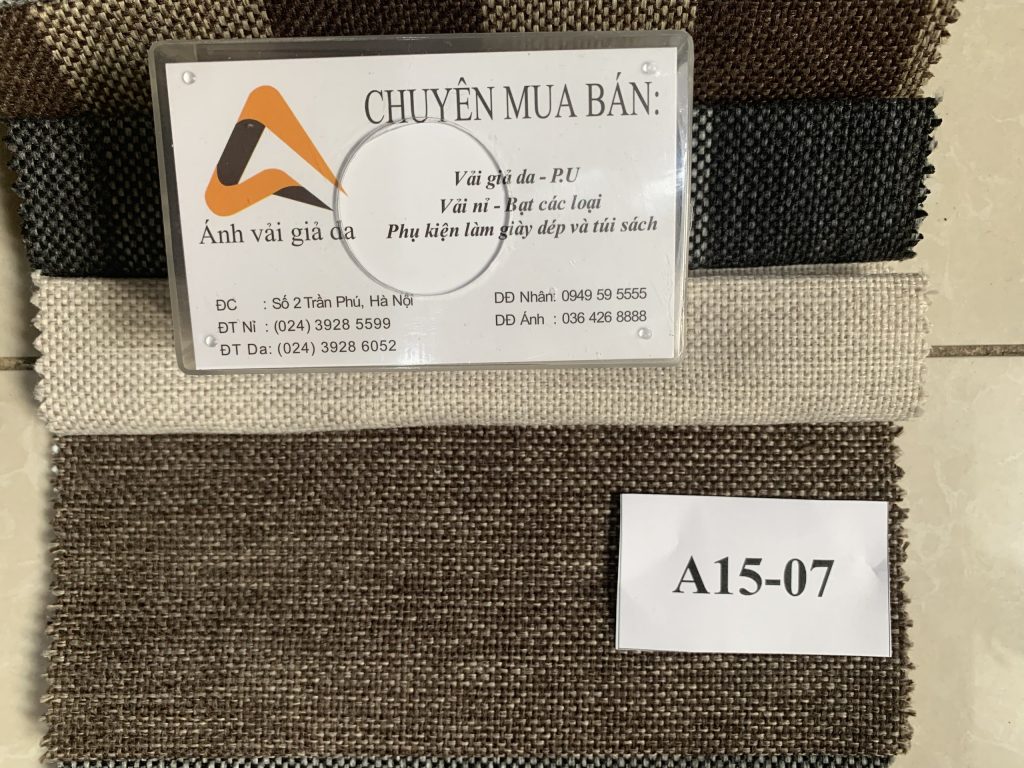 CHUYÊN MUA BÁN:
Vải giả da - P.U
Vải nỉ - Bạt các loại
Phụ kiện làm giày dép và túi sách
Ánh vải giả da
ĐC : Số 2 Trần Phú, Hà Nội
ĐT Nỉ : (024) 3928 5599
ĐT Da: (024) 3928 6052
DĐ Nhân: 0949 59 5555
DĐ Ánh : 036 426 8888
A15-07